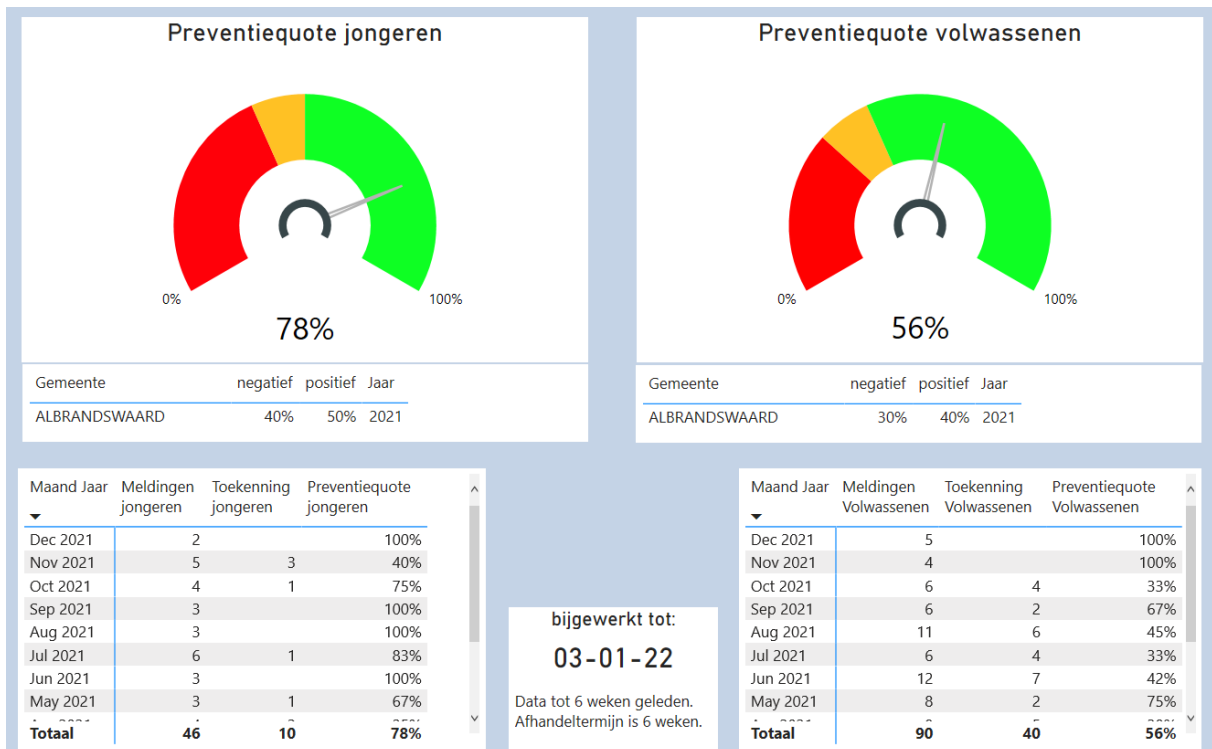 Preventiequote jongeren
0%
100%
78%
Gemeente negatief positief Jaar
ALBRANDSWAARD 40% 50% 2021
Preventiequote volwassenen
0%
100%
56%
Gemeente negatief positief Jaar
ALBRANDSWAARD 30% 40% 2021
Maand Jaar Meldingen jongeren Toekenning jongeren Preventiequote jongeren
Dec 2021 2 100%
Nov 2021 5 3 40%
Oct 2021 4 1 75%
Sep 2021 3 100%
Aug 2021 3 100%
Jul 2021 6 1 83%
Jun 2021 3 100%
May 2021 3 1 67%
Totaal 46 10 78%
bijgewerkt tot:
03-01-22
Data tot 6 weken geleden.
Afhandeltermijn is 6 weken.
Maand Jaar Meldingen Volwassenen Toekenning Volwassenen Preventiequote Volwassenen
Dec 2021 5 100%
Nov 2021 4 100%
Oct 2021 6 4 33%
Sep 2021 6 2 67%
Aug 2021 11 6 45%
Jul 2021 6 4 33%
Jun 2021 12 7 42%
May 2021 8 2 75%
Totaal 90 40 56%